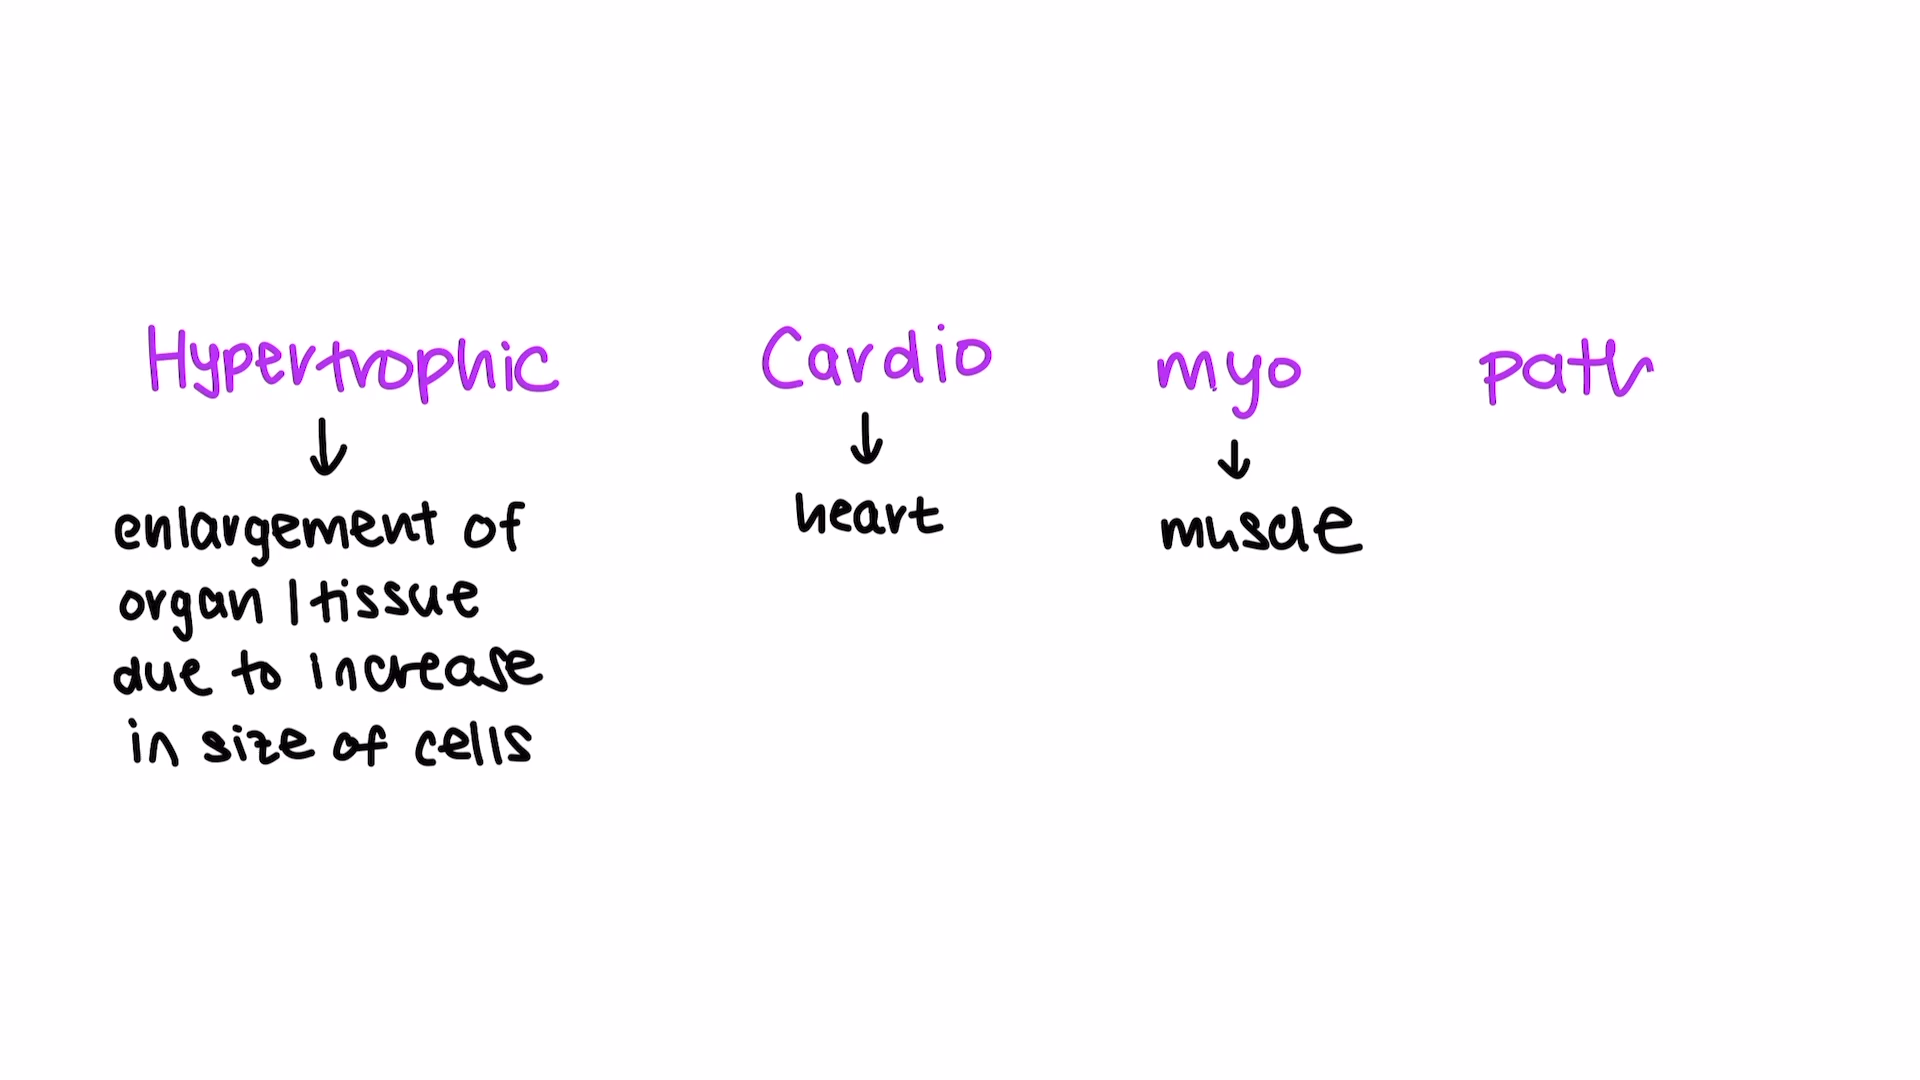 Hypertrophic Cardio myo path
enlargement of
organ / tissue
due to increase
in size of cells
heart
muscle